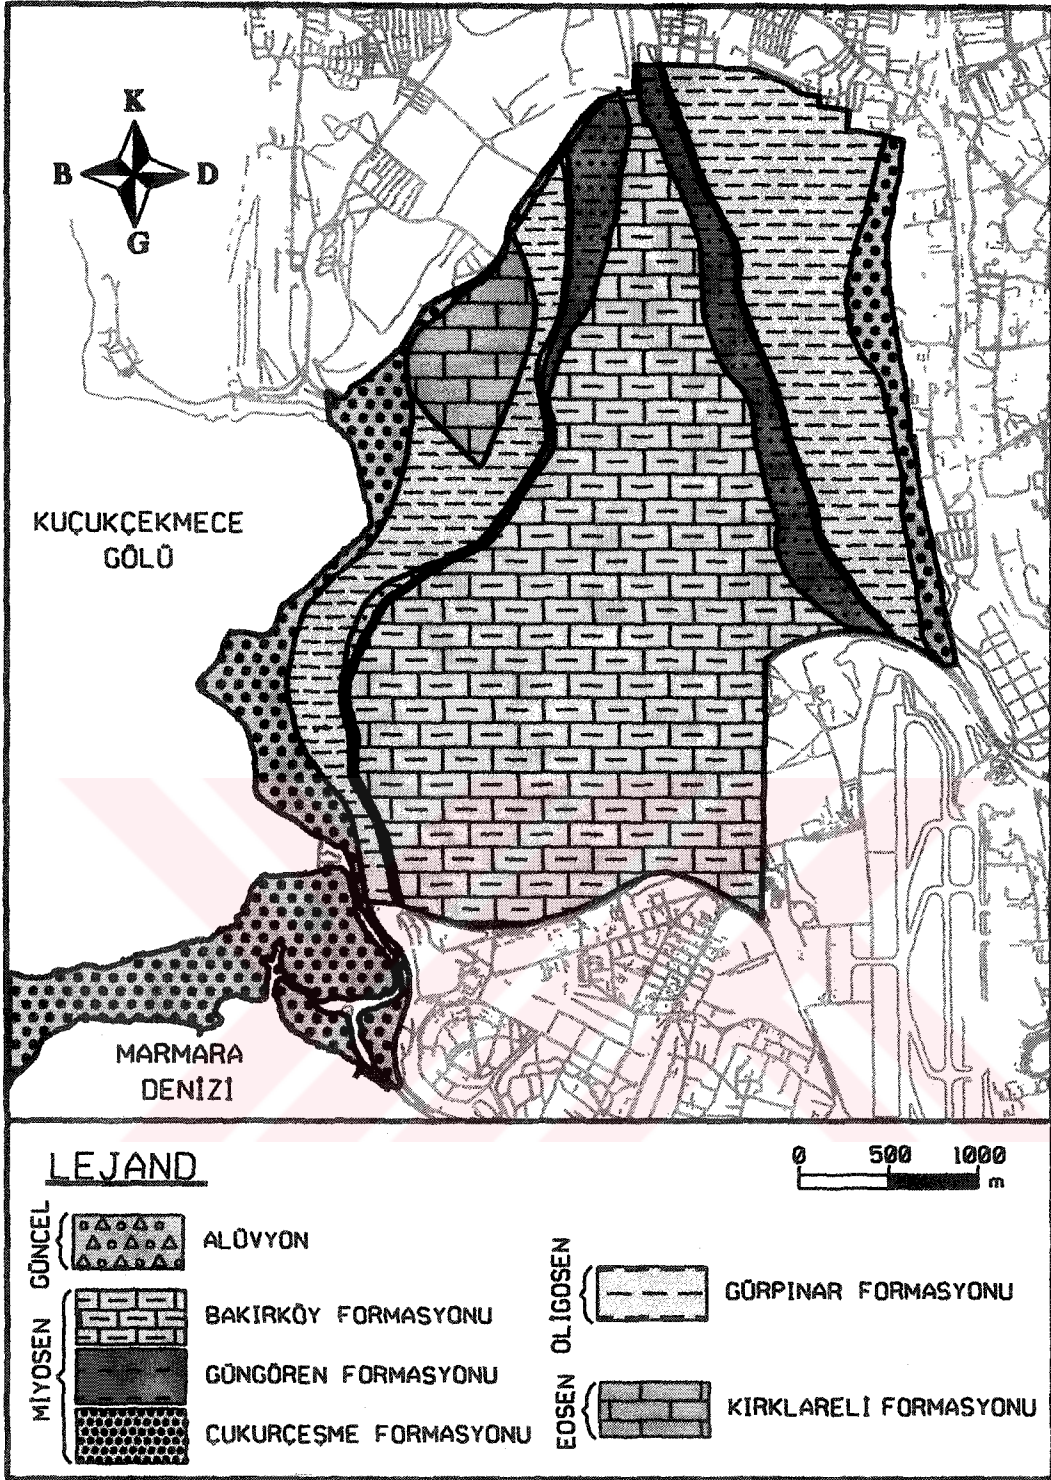 K
B D
G
KUÇUKÇEKMECE
GÖLÜ
MARMARA
DENİZİ
LEJAND
0 500 1000
m
GÜNCEL
ALÜVYON
MİYOSEN
BAKIRKÖY FORMASYONU
GÜNGÖREN FORMASYONU
ÇUKURÇEŞME FORMASYONU
OLİGOSEN
GÜRPINAR FORMASYONU
EOSEN
KIRKLARELİ FORMASYONU